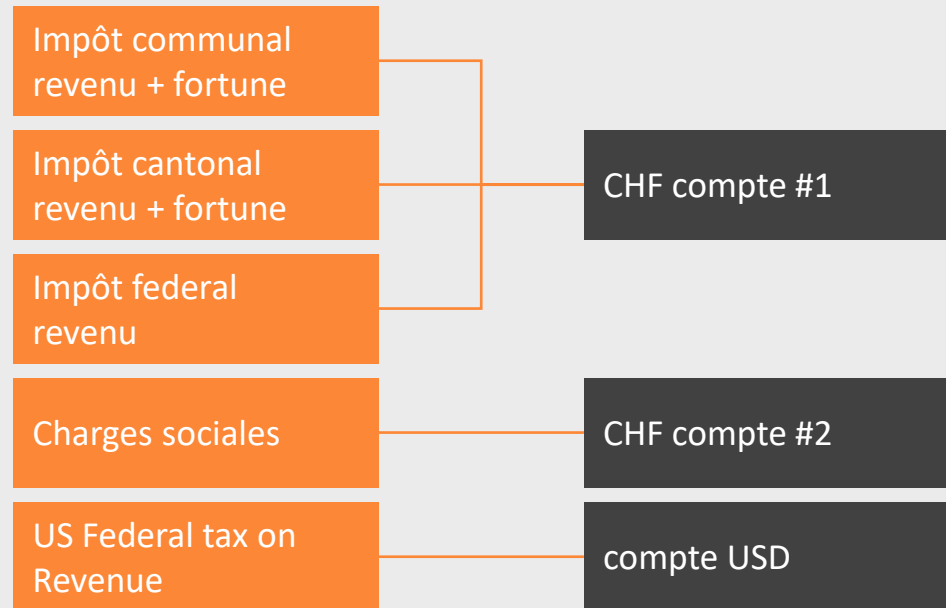 Impôt communal
revenu + fortune
Impôt cantonal
revenu + fortune
CHF compte #1
Impôt federal
revenu
Charges sociales
CHF compte #2
US Federal tax on
Revenue
compte USD